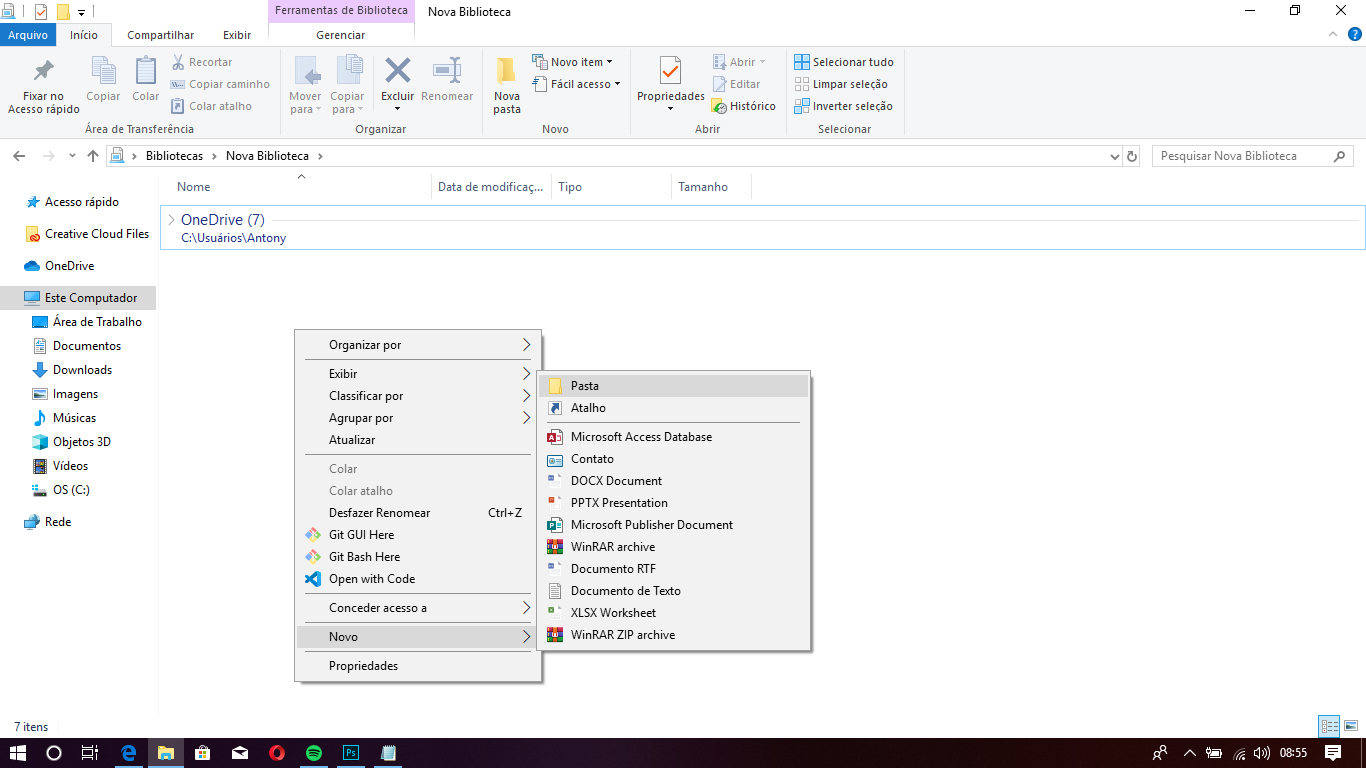 Ferramentas de Biblioteca
Nova Biblioteca
Arquivo
Início
Compartilhar
Exibir
Gerenciar
Fixar no
Acesso rápido
Copiar
Colar
Recortar
Copiar caminho
Colar atalho
Área de Transferência
Mover
para
Copiar
para
Excluir
Renomear
Organizar
Nova
pasta
Novo item
Fácil acesso
Novo
Propriedades
Abrir
Editar
Histórico
Abrir
Selecionar tudo
Limpar seleção
Inverter seleção
Selecionar
Bibliotecas
Nova Biblioteca
Pesquisar Nova Biblioteca
Nome
Data de modificaç...
Tipo
Tamanho
Acesso rápido
Creative Cloud Files
OneDrive
Este Computador
Área de Trabalho
Documentos
Downloads
Imagens
Músicas
Objetos 3D
Vídeos
OS (C:)
Rede
OneDrive (7)
C:\Usuários\Antony
Organizar por
Exibir
Classificar por
Agrupar por
Atualizar
Colar
Colar atalho
Desfazer Renomear Ctrl+Z
Git GUI Here
Git Bash Here
Open with Code
Conceder acesso a
Novo
Propriedades
Pasta
Atalho
Microsoft Access Database
Contato
DOCX Document
PPTX Presentation
Microsoft Publisher Document
WinRAR archive
Documento RTF
Documento de Texto
XLSX Worksheet
WinRAR ZIP archive
7 itens
Ps
08:55